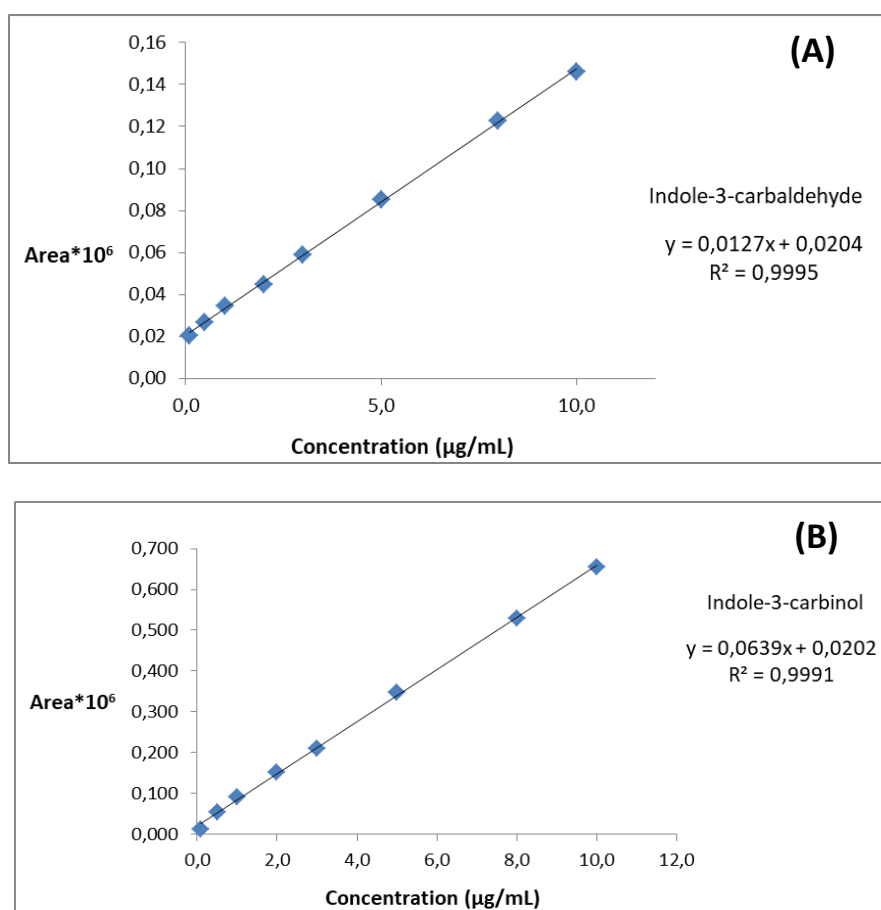 (A)
0,16
0,14
0,12
0,10
0,08
0,06
0,04
0,02
0,00
Area*10⁶
Indole-3-carbaldehyde
y = 0,0127x + 0,0204
R² = 0,9995
0,0 5,0 10,0
Concentration (µg/mL)
(B)
0,700
0,600
0,500
0,400
0,300
0,200
0,100
0,000
Area*10⁶
Indole-3-carbinol
y = 0,0639x + 0,0202
R² = 0,9991
0,0 2,0 4,0 6,0 8,0 10,0 12,0
Concentration (µg/mL)